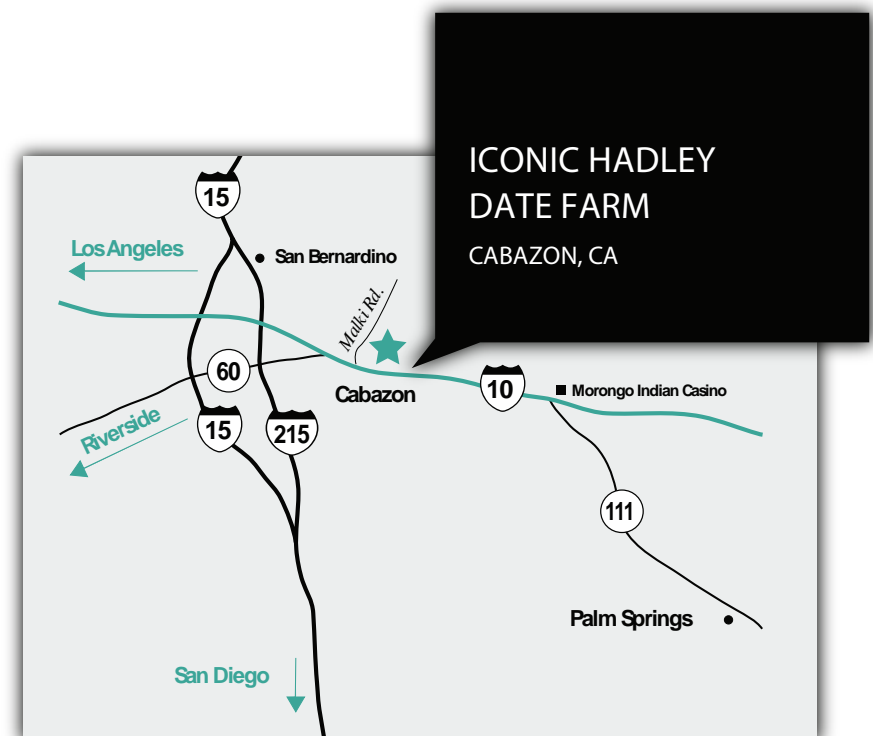 ICONIC HADLEY
DATE FARM
CABAZON, CA
15
Los Angeles
San Bernardino
Malki Rd.
60
Cabazon
10
Morongo Indian Casino
Riverside
15
215
111
Palm Springs
San Diego